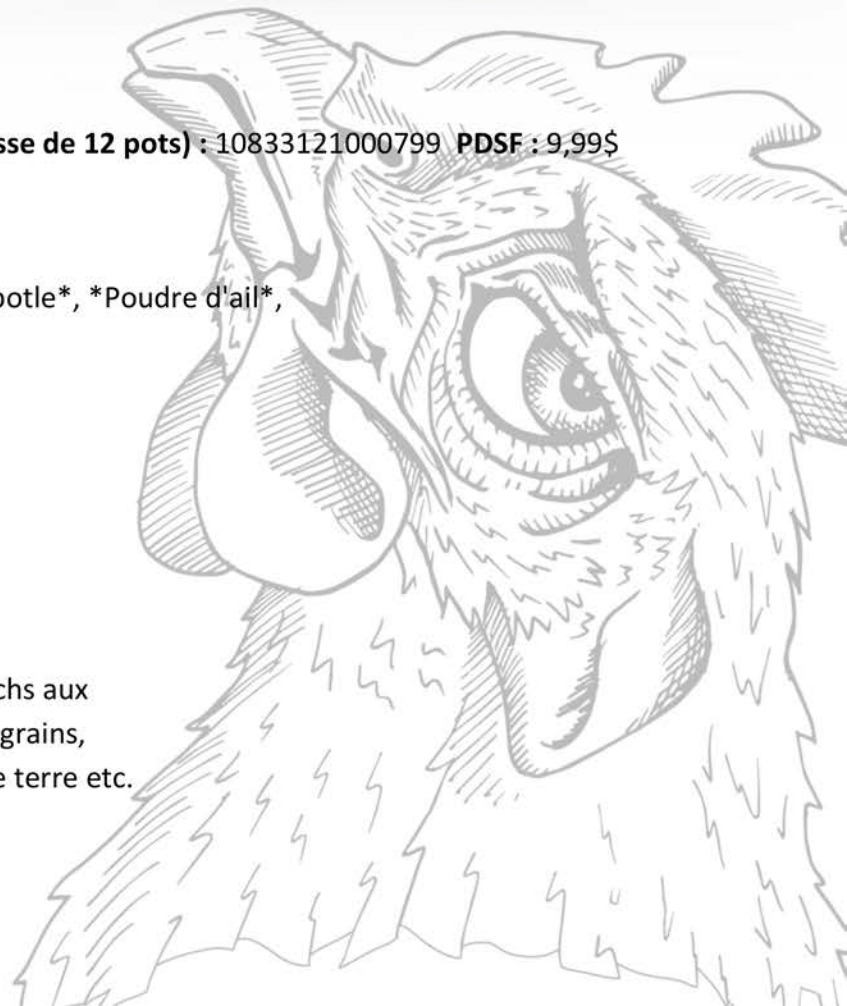 sse de 12 pots) : 10833121000799 PDSF : 9,99$
potle*, *Poudre d'ail*,
chs aux
grains,
e terre etc.